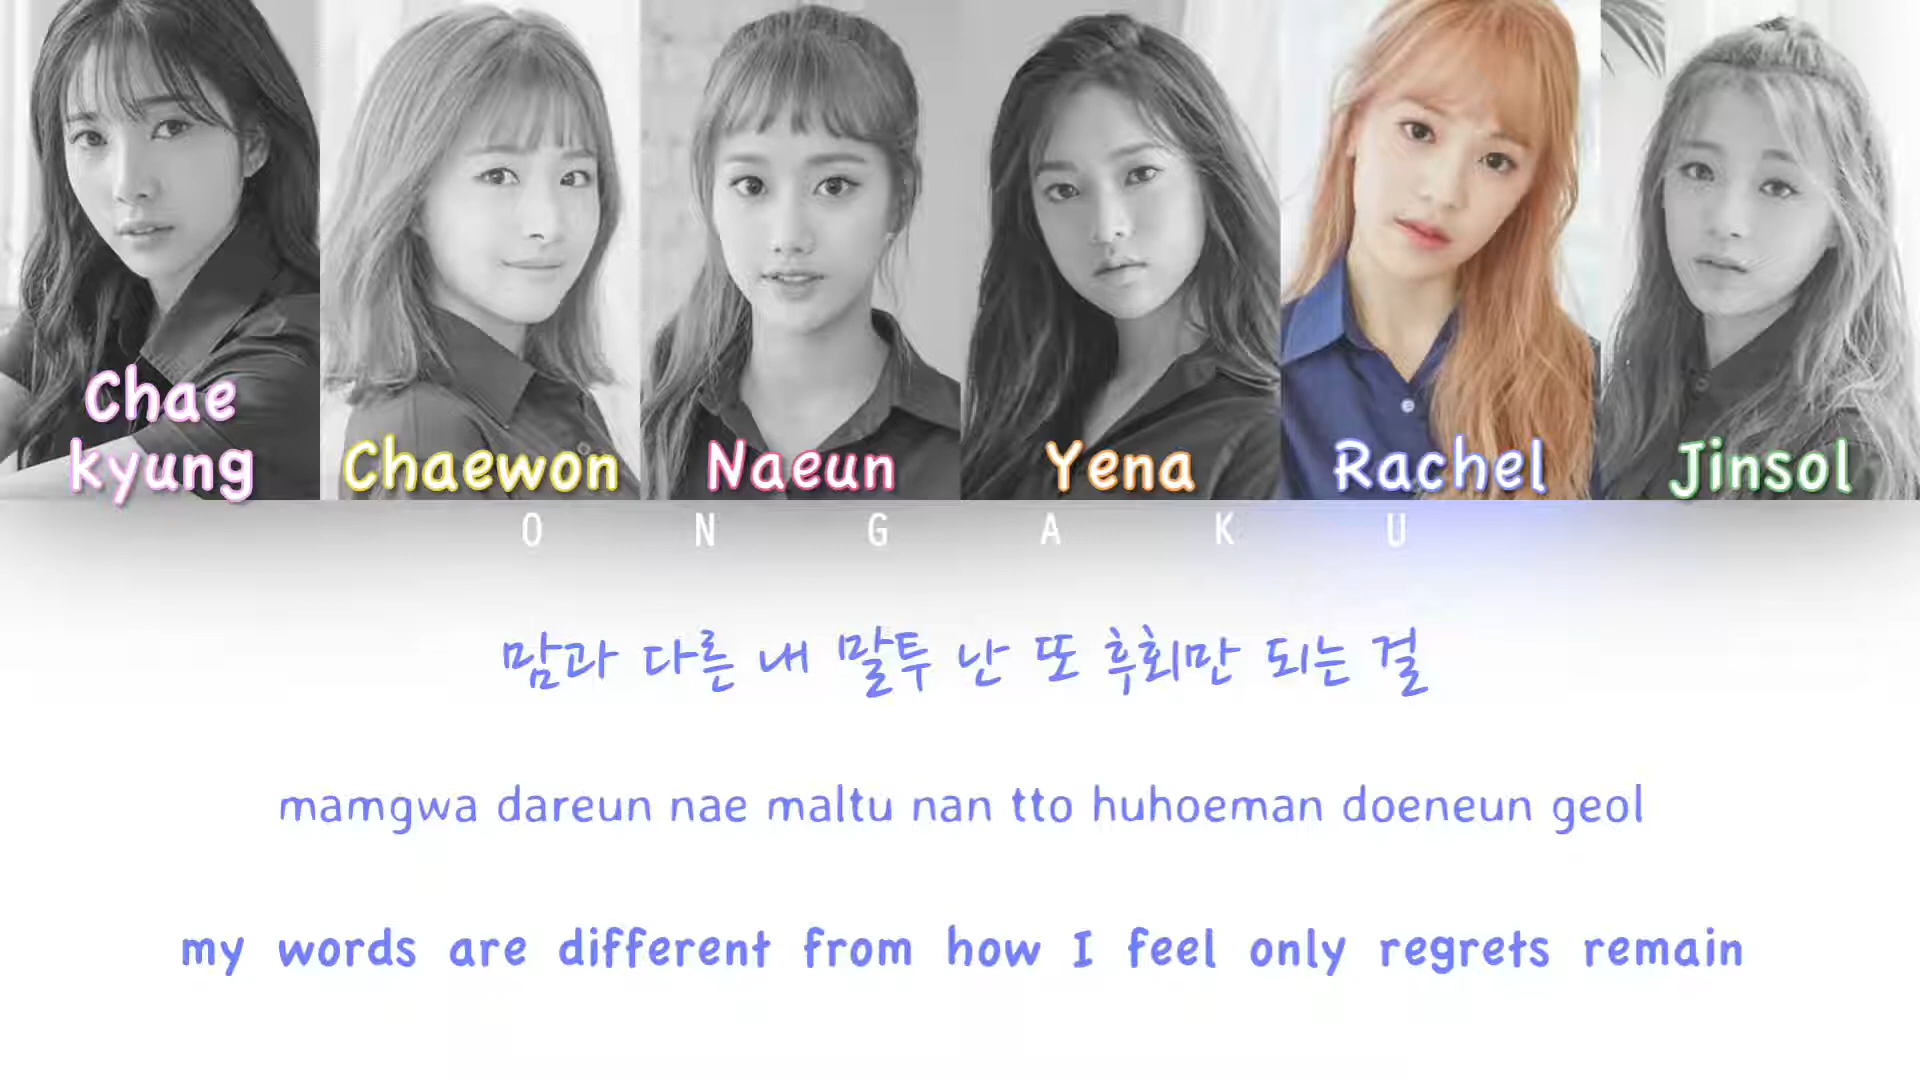 Chae
kyung
Chaewon
Naeun
Yena
Rachel
Jinsol
ONGAKU
맘과 다른 내 말투 난 또 후회만 되는 걸
mamgwa dareun nae maltu nan tto huhoeman doeneun geol
my words are different from how I feel only regrets remain